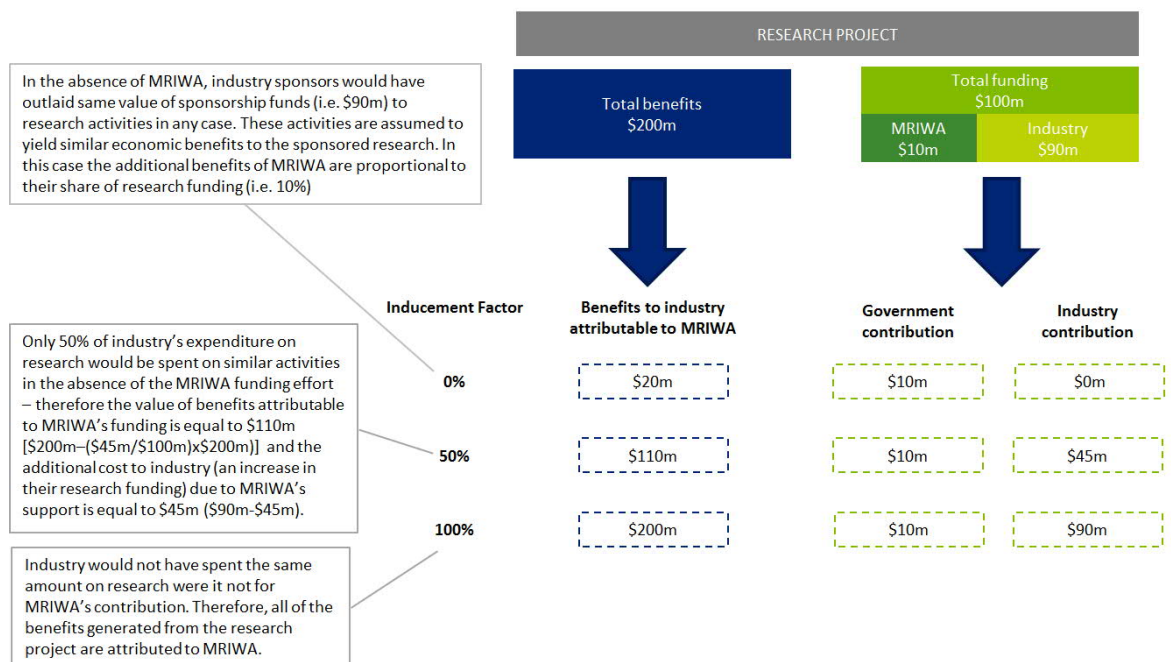 RESEARCH PROJECT
In the absence of MRIWA, industry sponsors would have
outlaid same value of sponsorship funds (i.e. $90m) to
research activities in any case. These activities are assumed to
yield similar economic benefits to the sponsored research. In
this case the additional benefits of MRIWA are proportional to
their share of research funding (i.e. 10%)
Total benefits
$200m
Total funding
$100m
MRIWA
$10m
Industry
$90m
Inducement Factor
Benefits to industry
attributable to MRIWA
Government
contribution
Industry
contribution
0%
$20m
$10m
$0m
Only 50% of industry’s expenditure on
research would be spent on similar activities
in the absence of the MRIWA funding effort
– therefore the value of benefits attributable
to MRIWA’s funding is equal to $110m
[$200m–($45m/$100m)x$200m)] and the
additional cost to industry (an increase in
their research funding) due to MRIWA’s
support is equal to $45m ($90m-$45m).
50%
$110m
$10m
$45m
100%
$200m
$10m
$90m
Industry would not have spent the same
amount on research were it not for
MRIWA’s contribution. Therefore, all of the
benefits generated from the research
project are attributed to MRIWA.